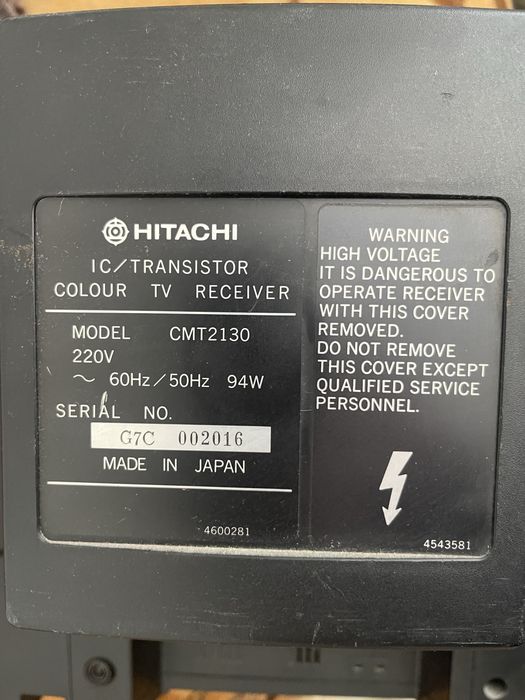 HITACHI
IC/TRANSISTOR
COLOUR TV RECEIVER
MODEL CMT2130
220V
～ 60Hz/50Hz 94W
SERIAL NO.
G7C 002016
MADE IN JAPAN
4600281
WARNING
HIGH VOLTAGE
IT IS DANGEROUS TO
OPERATE RECEIVER
WITH THIS COVER
REMOVED.
DO NOT REMOVE
THIS COVER EXCEPT
QUALIFIED SERVICE
PERSONNEL.
4543581